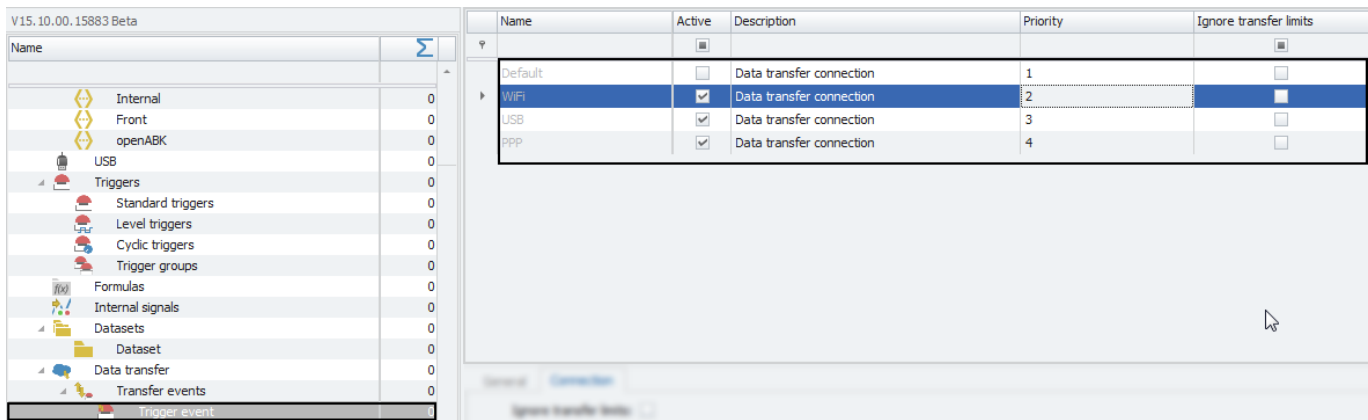 V15.10.00.15883 Beta
Name Σ
Internal 0
Front 0
openABK 0
USB 0
Triggers 0
Standard triggers 0
Level triggers 0
Cyclic triggers 0
Trigger groups 0
f(x) Formulas 0
Internal signals 0
Datasets 0
Dataset 0
Data transfer 0
Transfer events 0
Trigger event 0
Name Active Description Priority Ignore transfer limits
Default Data transfer connection 1
WiFi Data transfer connection 2
USB Data transfer connection 3
PPP Data transfer connection 4
General Connection
Ignore transfer limits: